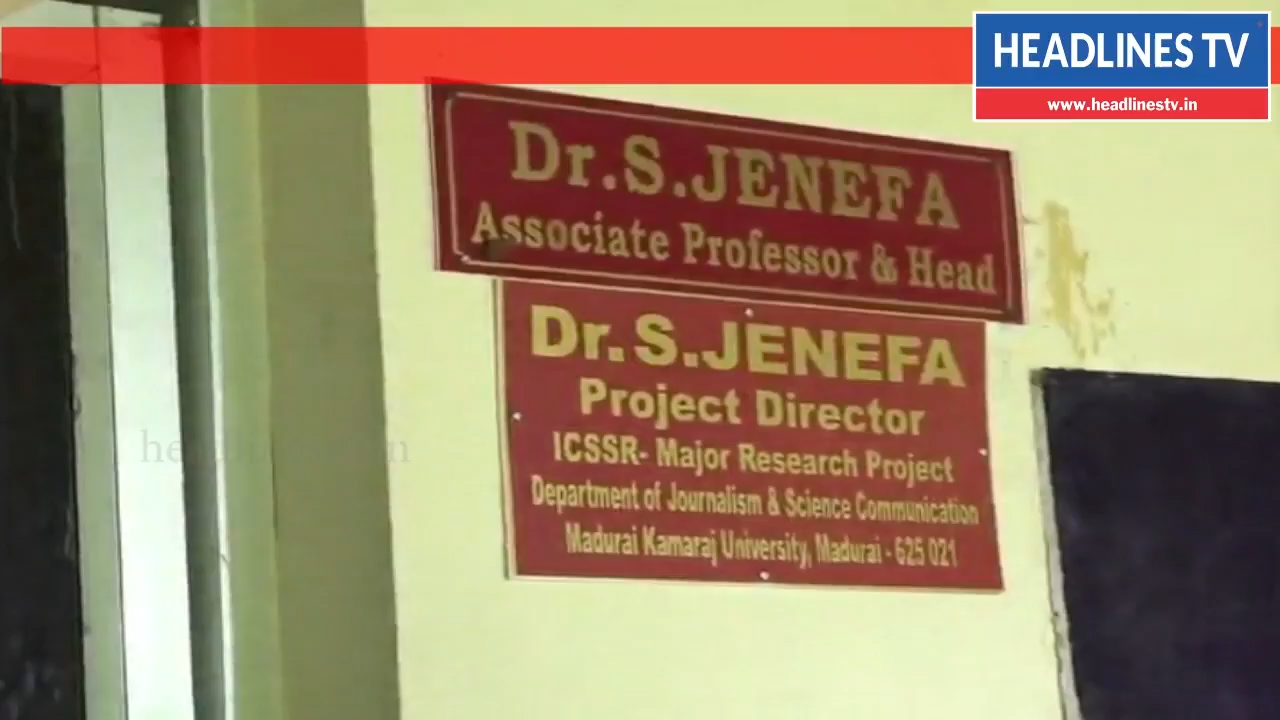 HEADLINES TV
www.headlinestv.in
Dr.S.JENEFA
Associate Professor & Head
Dr.S.JENEFA
Project Director
ICSSR- Major Research Project
Department of Journalism & Science Communication
Madurai Kamaraj University, Madurai - 625 021